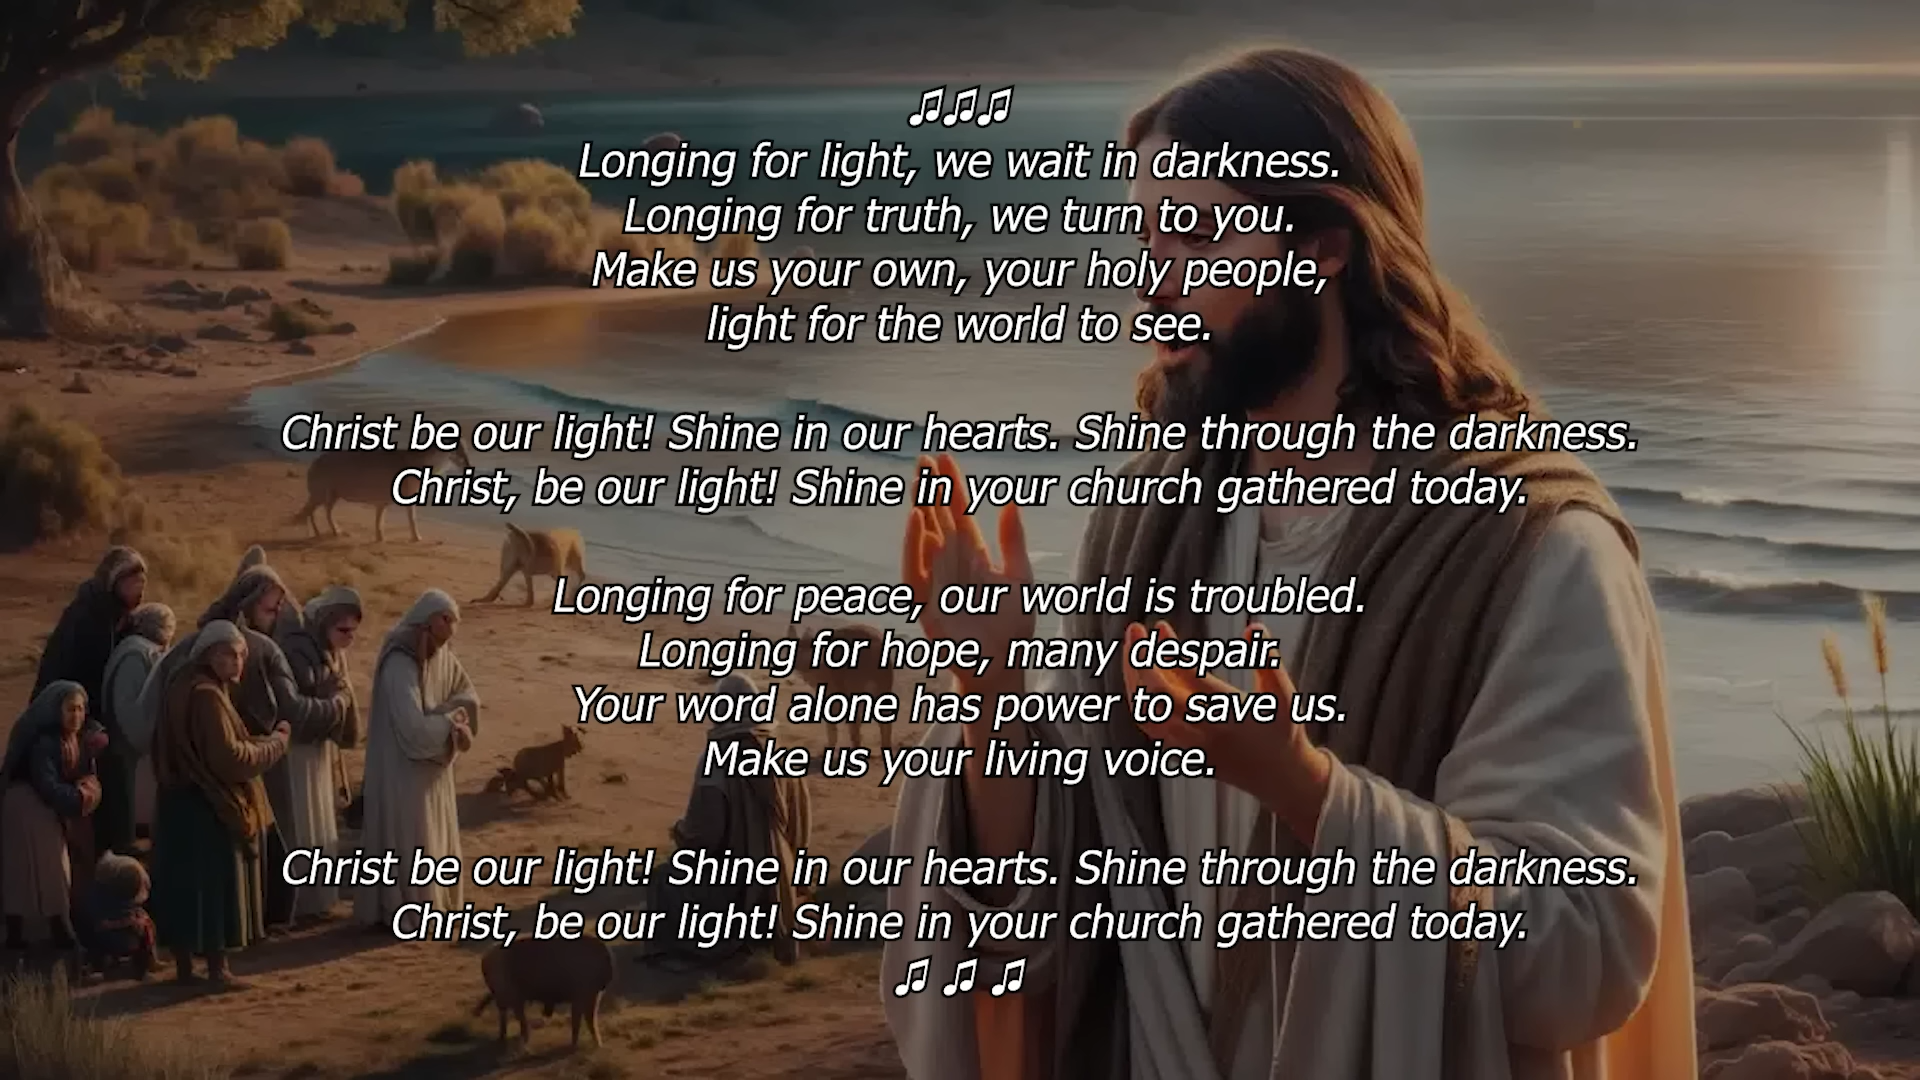 ♫♫♫
Longing for light, we wait in darkness.
Longing for truth, we turn to you.
Make us your own, your holy people,
light for the world to see.
Christ be our light! Shine in our hearts. Shine through the darkness.
Christ, be our light! Shine in your church gathered today.
Longing for peace, our world is troubled.
Longing for hope, many despair.
Your word alone has power to save us.
Make us your living voice.
Christ be our light! Shine in our hearts. Shine through the darkness.
Christ, be our light! Shine in your church gathered today.
♫ ♫ ♫